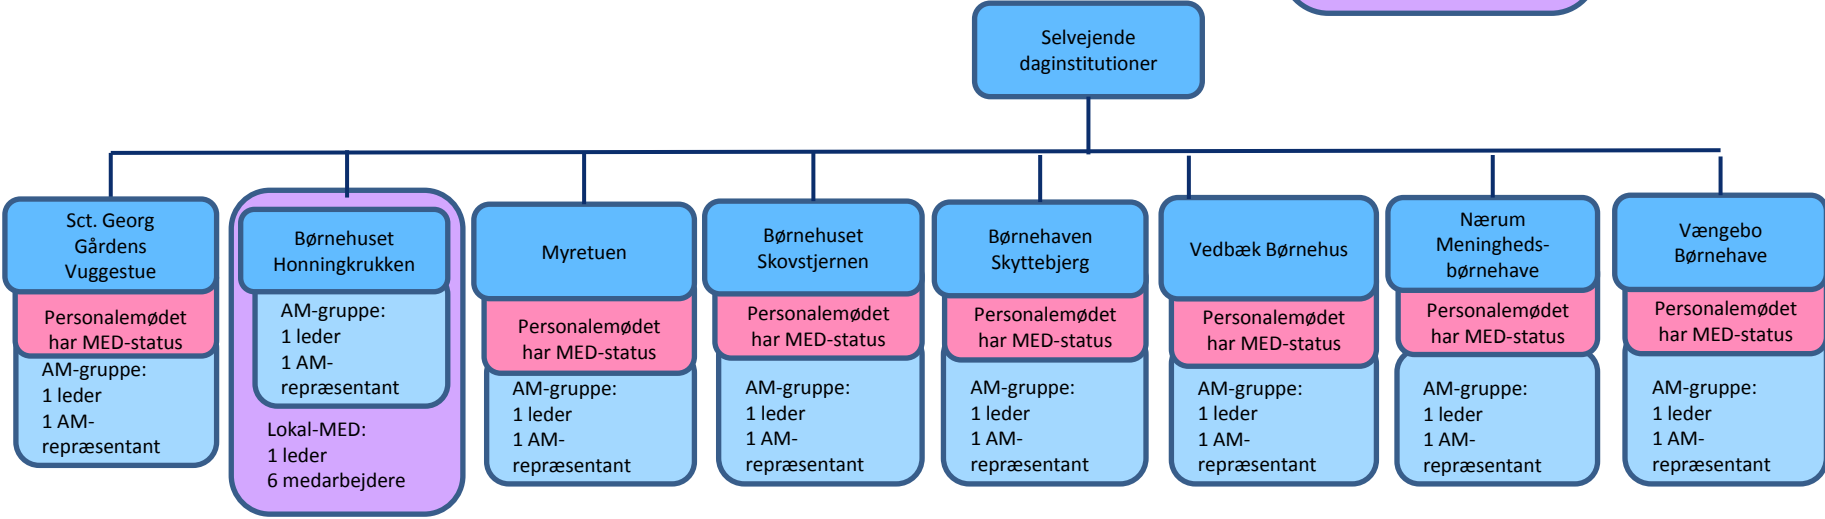 Selvejende
daginstitutioner
Sct. Georg
Gårdens
Vuggestue
Personalemødet
har MED-status
AM-gruppe:
1 leder
1 AM-
repræsentant
Børnehuset
Honningkrukken
AM-gruppe:
1 leder
1 AM-
repræsentant
Lokal-MED:
1 leder
6 medarbejdere
Myretuen
Personalemødet
har MED-status
AM-gruppe:
1 leder
1 AM-
repræsentant
Børnehuset
Skovstjernen
Personalemødet
har MED-status
AM-gruppe:
1 leder
1 AM-
repræsentant
Børnehaven
Skyttebjerg
Personalemødet
har MED-status
AM-gruppe:
1 leder
1 AM-
repræsentant
Vedbæk Børnehus
Personalemødet
har MED-status
AM-gruppe:
1 leder
1 AM-
repræsentant
Nærum
Meningheds-
børnehave
Personalemødet
har MED-status
AM-gruppe:
1 leder
1 AM-
repræsentant
Vængebo
Børnehave
Personalemødet
har MED-status
AM-gruppe:
1 leder
1 AM-
repræsentant